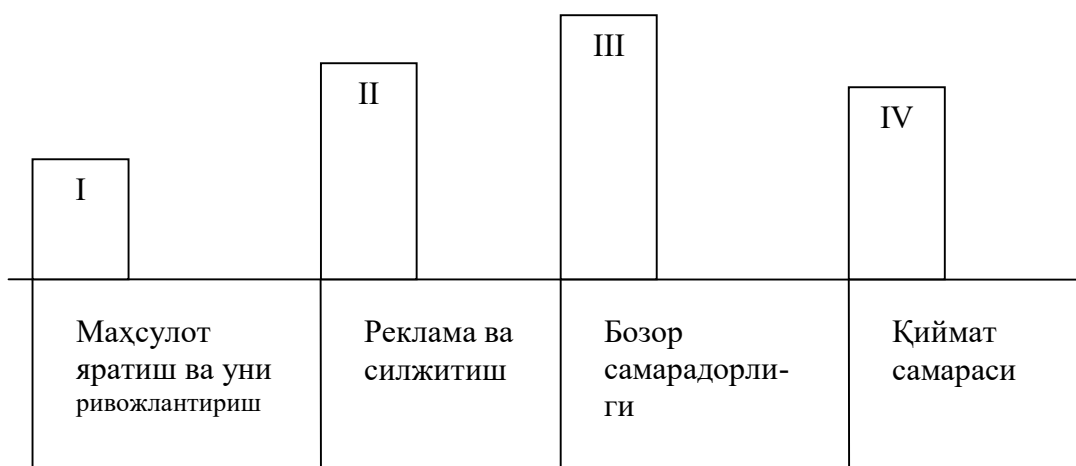 I
II
III
IV
Маҳсулот
яратиш ва уни
ривожлантириш
Реклама ва
силжитиш
Бозор
самарадорли-
ги
Қиймат
самараси